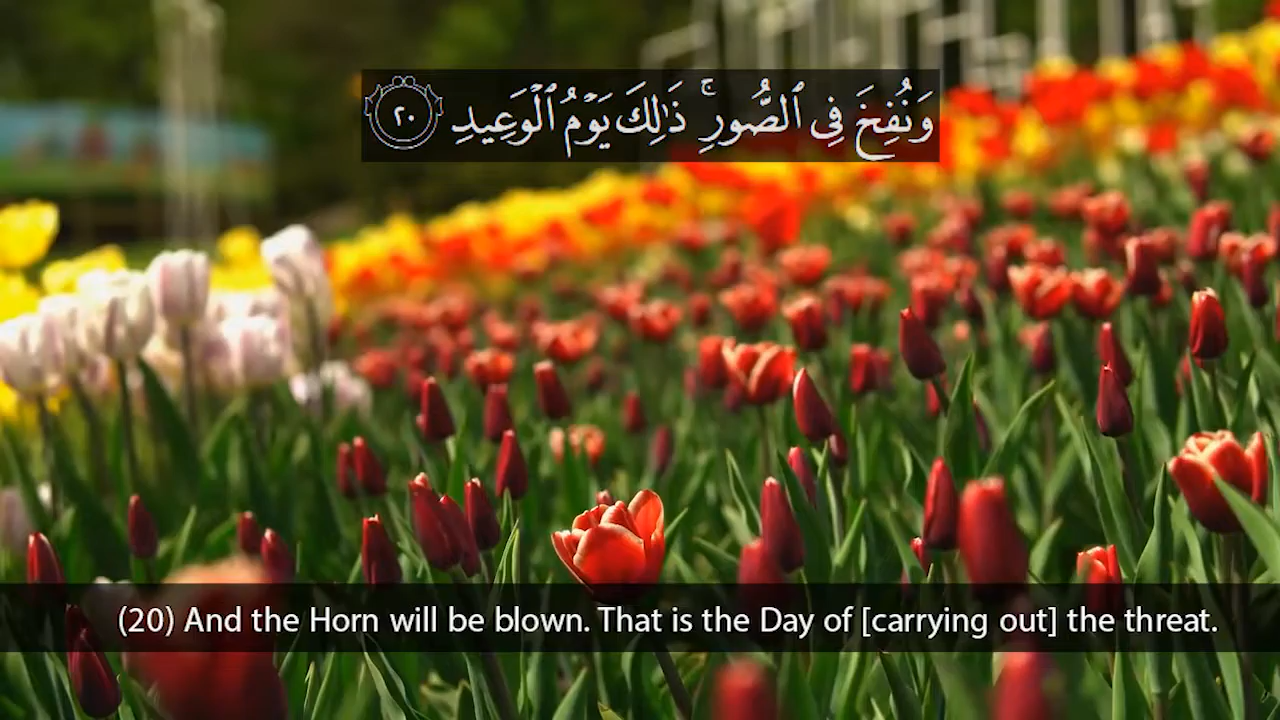 وَنُفِخَ فِى ٱلصُّورِ ۚ ذَٰلِكَ يَوْمُ ٱلْوَعِيدِ ٢٠
(20) And the Horn will be blown. That is the Day of [carrying out] the threat.